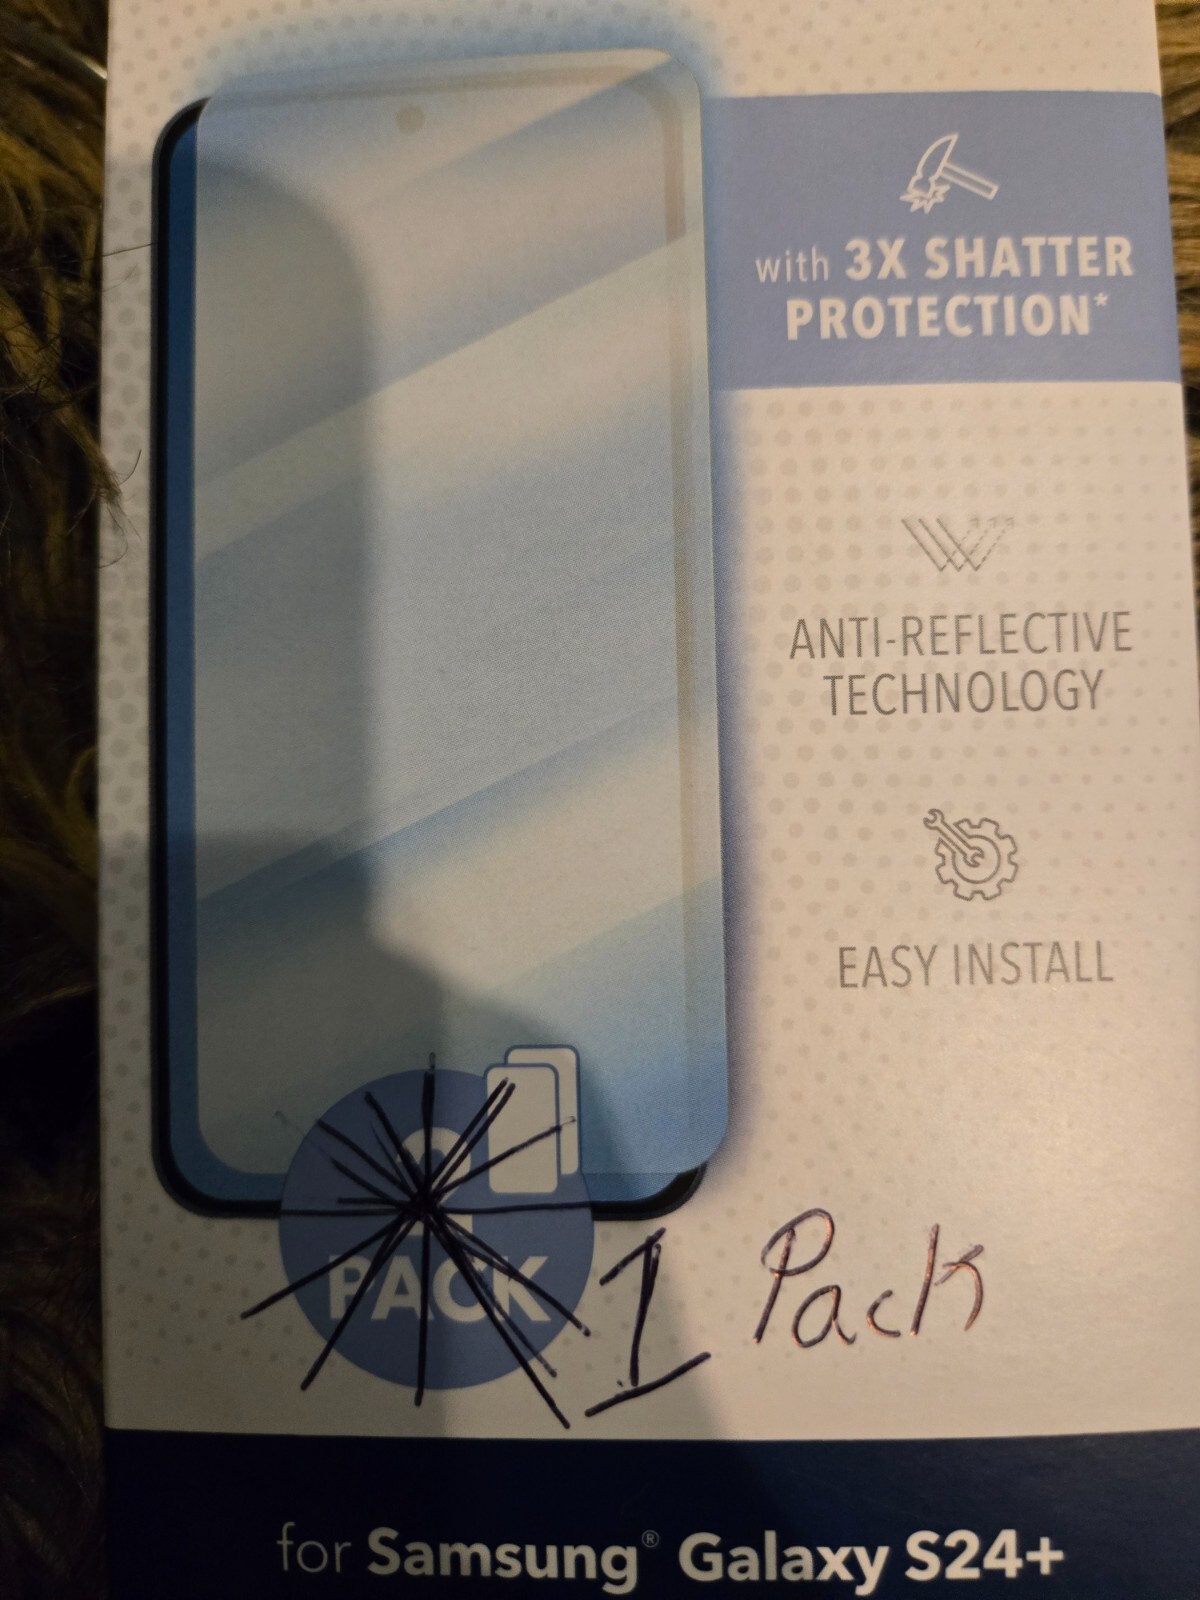 with 3X SHATTER
PROTECTION*
ANTI-REFLECTIVE
TECHNOLOGY
EASY INSTALL
PACK
1 Pack
for Samsung® Galaxy S24+